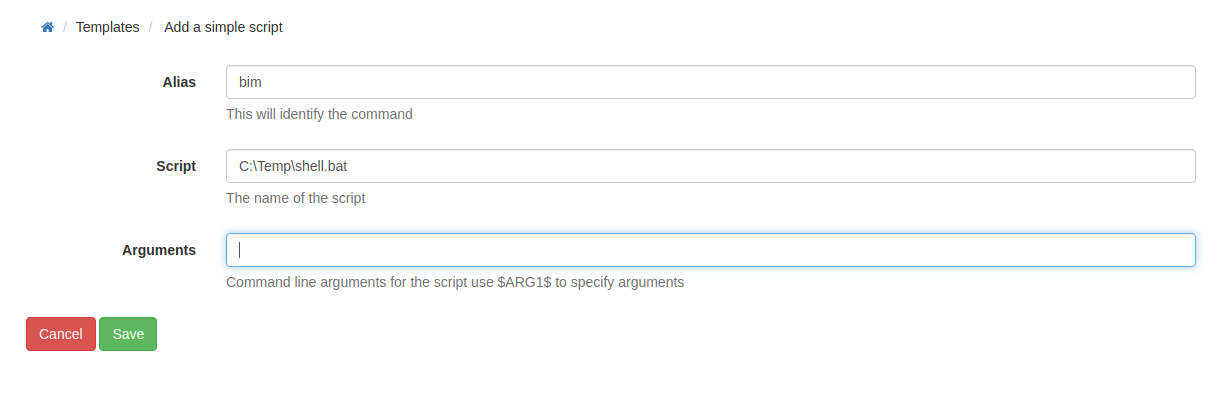 / Templates / Add a simple script
Alias bim
This will identify the command
Script C:\Temp\shell.bat
The name of the script
Arguments
Command line arguments for the script use $ARG1$ to specify arguments
Cancel Save